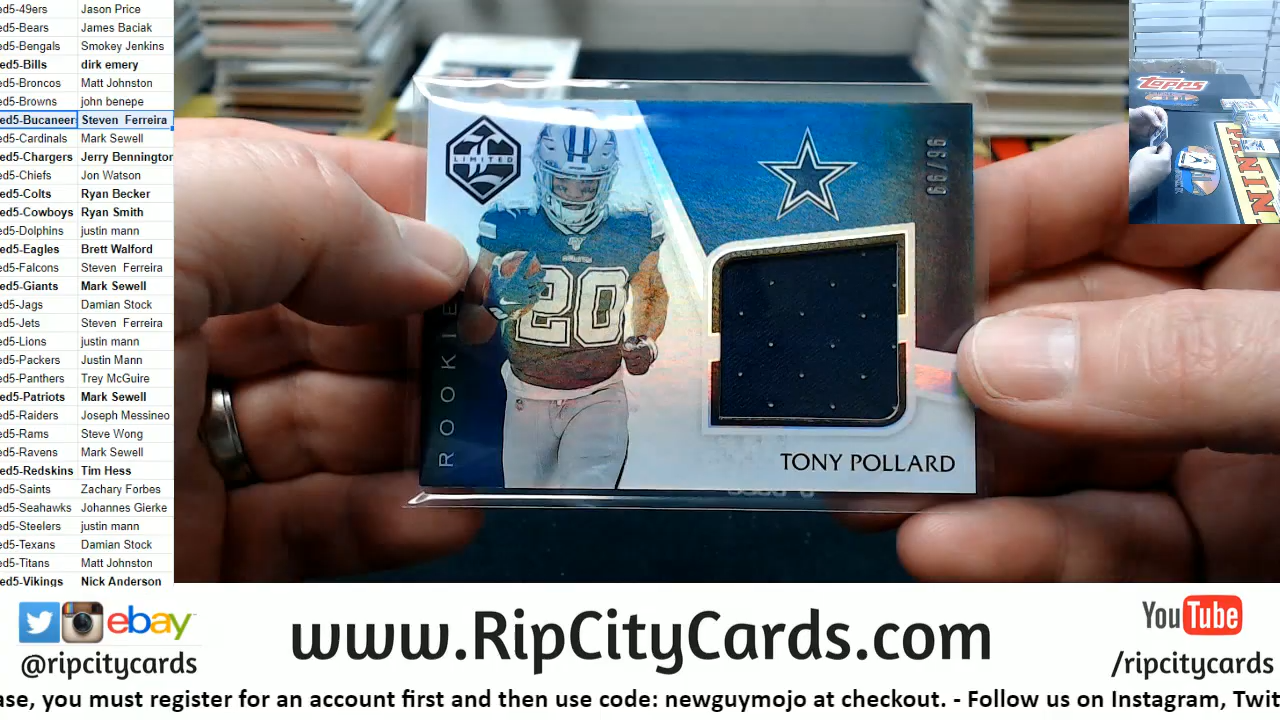 ed5-49ers Jason Price
ed5-Bears James Baciak
ed5-Bengals Smokey Jenkins
ed5-Bills dirk emery
ed5-Broncos Matt Johnston
ed5-Browns john benepe
ed5-Bucaneer Steven Ferreira
ed5-Cardinals Mark Sewell
ed5-Chargers Jerry Bennington
ed5-Chiefs Jon Watson
ed5-Colts Ryan Becker
ed5-Cowboys Ryan Smith
ed5-Dolphins justin mann
ed5-Eagles Brett Walford
ed5-Falcons Steven Ferreira
ed5-Giants Mark Sewell
ed5-Jags Damian Stock
ed5-Jets Steven Ferreira
ed5-Lions justin mann
ed5-Packers Justin Mann
ed5-Panthers Trey McGuire
ed5-Patriots Mark Sewell
ed5-Raiders Joseph Messineo
ed5-Rams Steve Wong
ed5-Ravens Mark Sewell
ed5-Redskins Tim Hess
ed5-Saints Zachary Forbes
ed5-Seahawks Johannes Gierke
ed5-Steelers justin mann
ed5-Texans Damian Stock
ed5-Titans Matt Johnston
ed5-Vikings Nick Anderson
LIMITED
ROOKIE
20
TONY POLLARD
Topps
PANINI
ebay
@ripcitycards
www.RipCityCards.com
YouTube
/ripcitycards
ase, you must register for an account first and then use code: newguymojo at checkout. - Follow us on Instagram, Twit